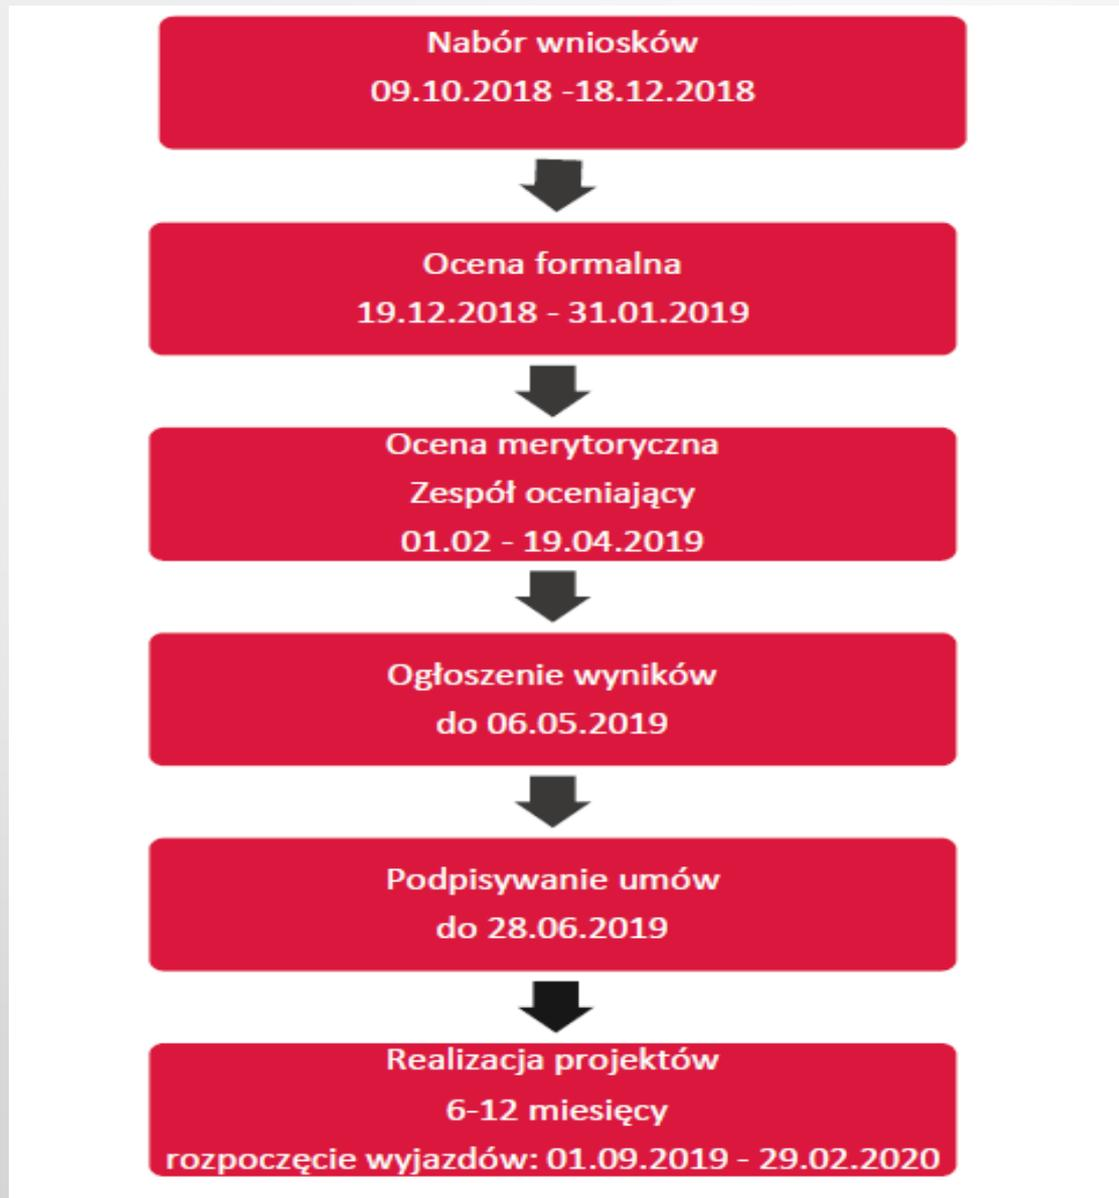 Nabór wniosków
09.10.2018 -18.12.2018
Ocena formalna
19.12.2018 - 31.01.2019
Ocena merytoryczna
Zespół oceniający
01.02 - 19.04.2019
Ogłoszenie wyników
do 06.05.2019
Podpisywanie umów
do 28.06.2019
Realizacja projektów
6-12 miesięcy
rozpoczęcie wyjazdów: 01.09.2019 - 29.02.2020